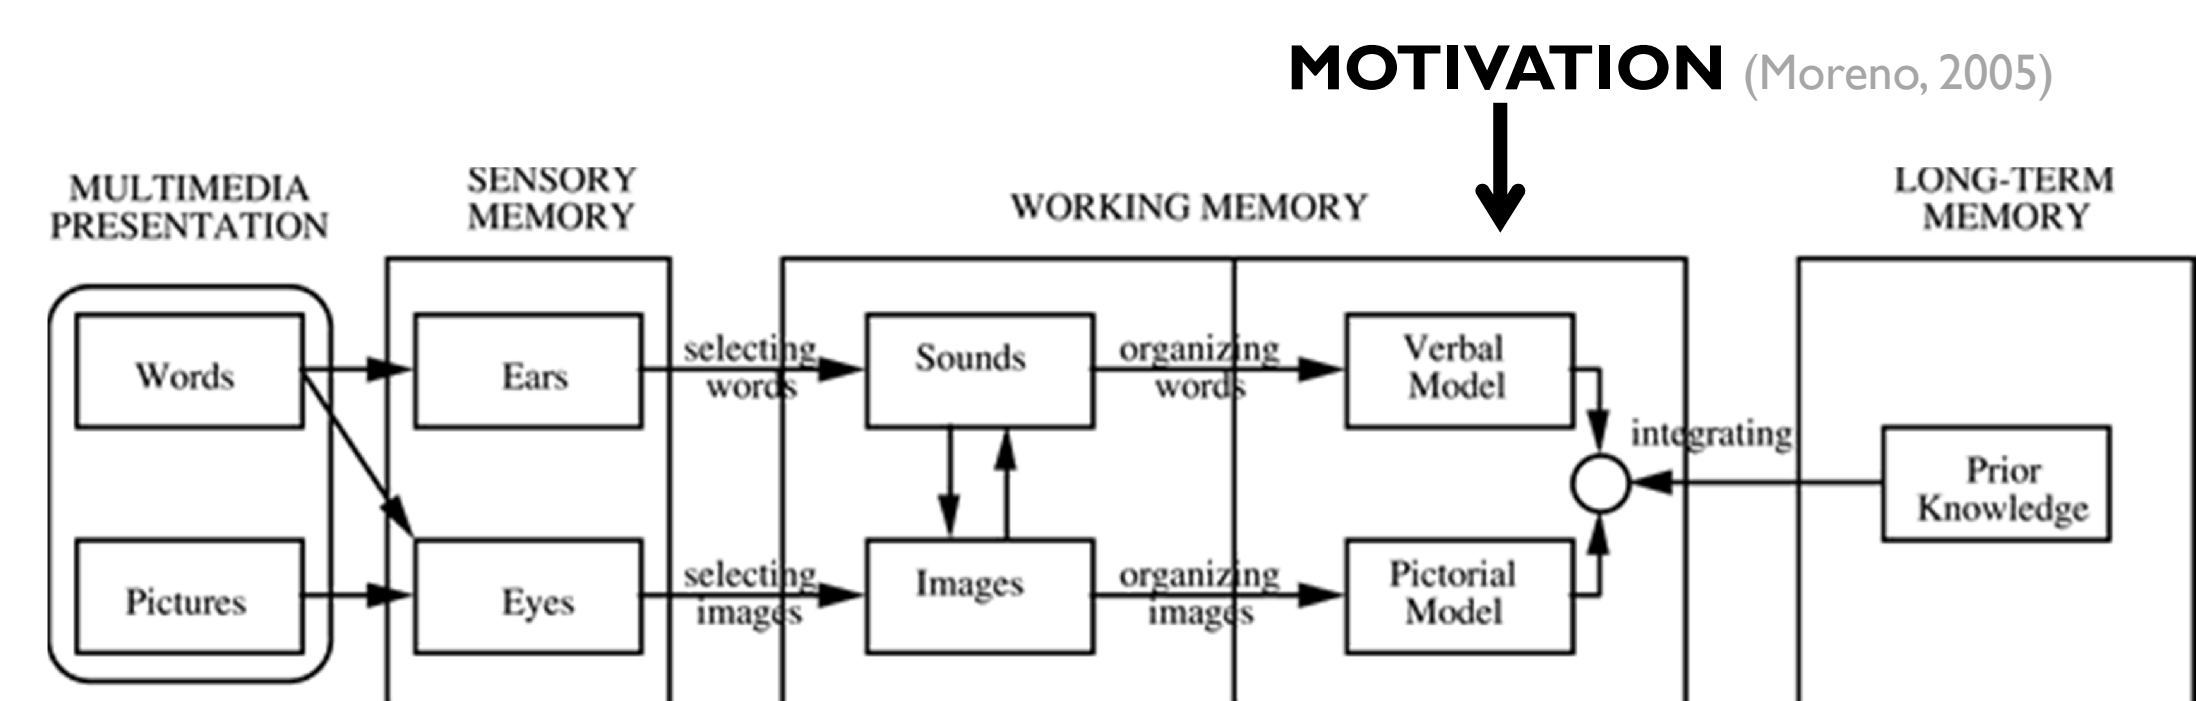 MOTIVATION (Moreno, 2005)
MULTIMEDIA
PRESENTATION
SENSORY
MEMORY
WORKING MEMORY
LONG-TERM
MEMORY
Words
Ears
selecting
words
Sounds
organizing
words
Verbal
Model
integrating
Prior
Knowledge
Pictures
Eyes
selecting
images
Images
organizing
images
Pictorial
Model